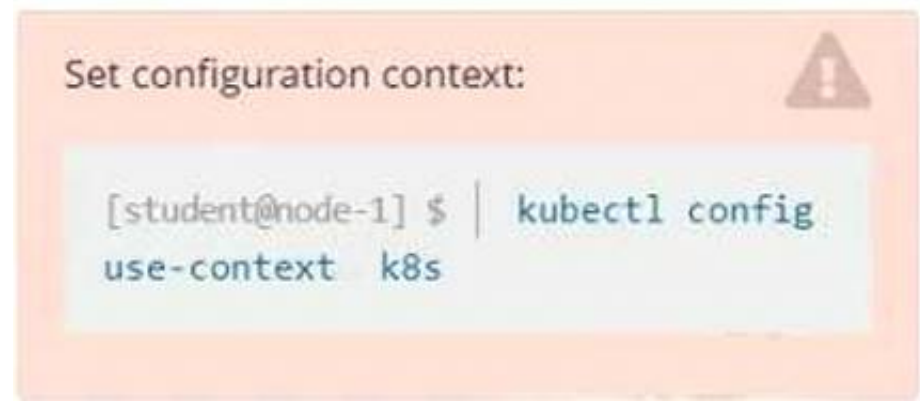 Set configuration context:
[student@node-1] $ | kubectl config
use-context k8s